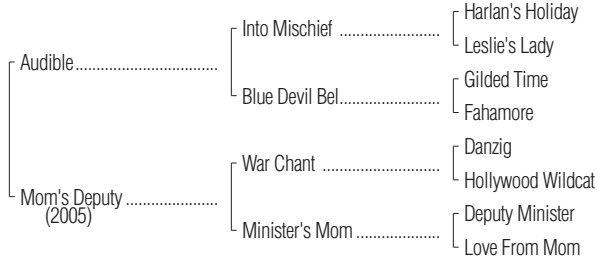 Harlan's Holiday
Into Mischief ........................
Leslie's Lady
Audible..................................
Gilded Time
Blue Devil Bel........................
Fahamore
Danzig
War Chant ............................
Hollywood Wildcat
Mom's Deputy ......................
(2005)
Deputy Minister
Minister's Mom ....................
Love From Mom